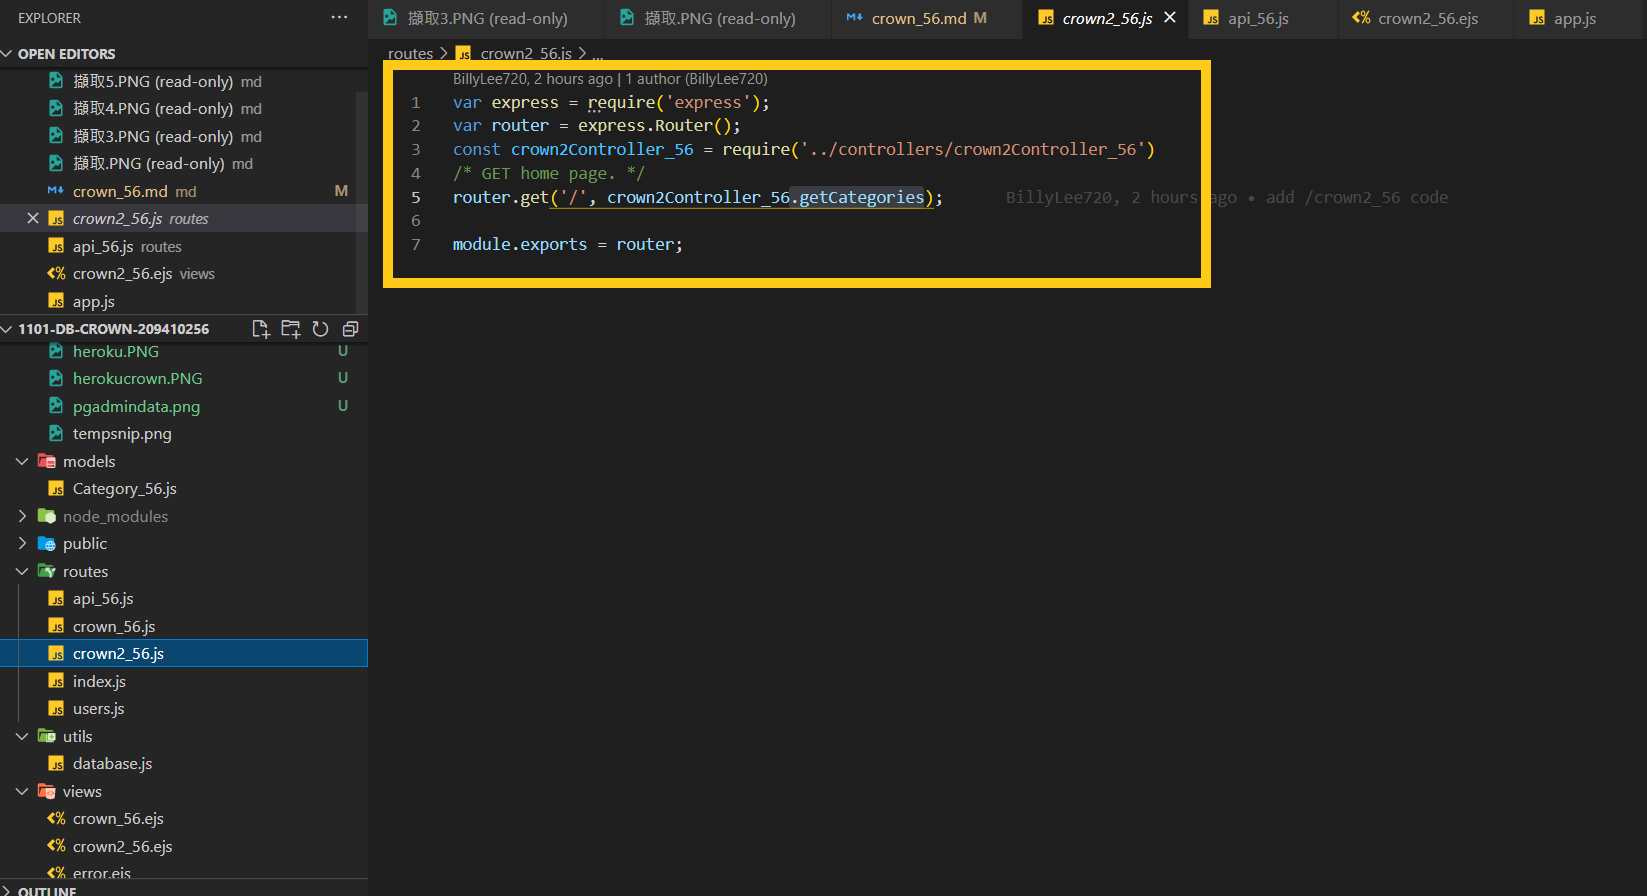 EXPLORER
OPEN EDITORS
擷取5.PNG (read-only) md
擷取4.PNG (read-only) md
擷取3.PNG (read-only) md
擷取.PNG (read-only) md
crown_56.md md M
crown2_56.js routes
api_56.js routes
crown2_56.ejs views
app.js
1101-DB-CROWN-209410256
heroku.PNG U
herokucrown.PNG U
pgadmindata.png U
tempsnip.png
models
Category_56.js
node_modules
public
routes
api_56.js
crown_56.js
crown2_56.js
index.js
users.js
utils
database.js
views
crown_56.ejs
crown2_56.ejs
error.ejs
OUTLINE
擷取3.PNG (read-only) 擷取.PNG (read-only) crown_56.md M crown2_56.js api_56.js crown2_56.ejs app.js
routes > crown2_56.js > ...
BillyLee720, 2 hours ago | 1 author (BillyLee720)
1 var express = require('express');
2 var router = express.Router();
3 const crown2Controller_56 = require('../controllers/crown2Controller_56')
4 /* GET home page. */
5 router.get('/', crown2Controller_56.getCategories); BillyLee720, 2 hours ago • add /crown2_56 code
6
7 module.exports = router;